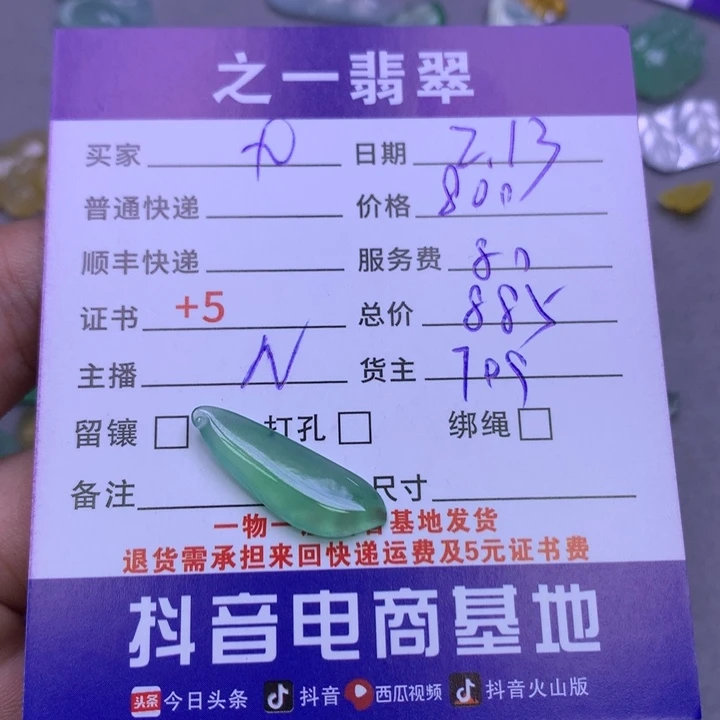 之一翡翠
买家 日期 2.13
普通快递 价格 800
顺丰快递 服务费 80
证书 +5 总价 885
主播 N 货主 709
留镶 打孔 绑绳
备注 尺寸
一物一 基地发货
退货需承担来回快递运费及5元证书费
抖音电商基地
头条 今日头条 抖音 西瓜视频 抖音火山版